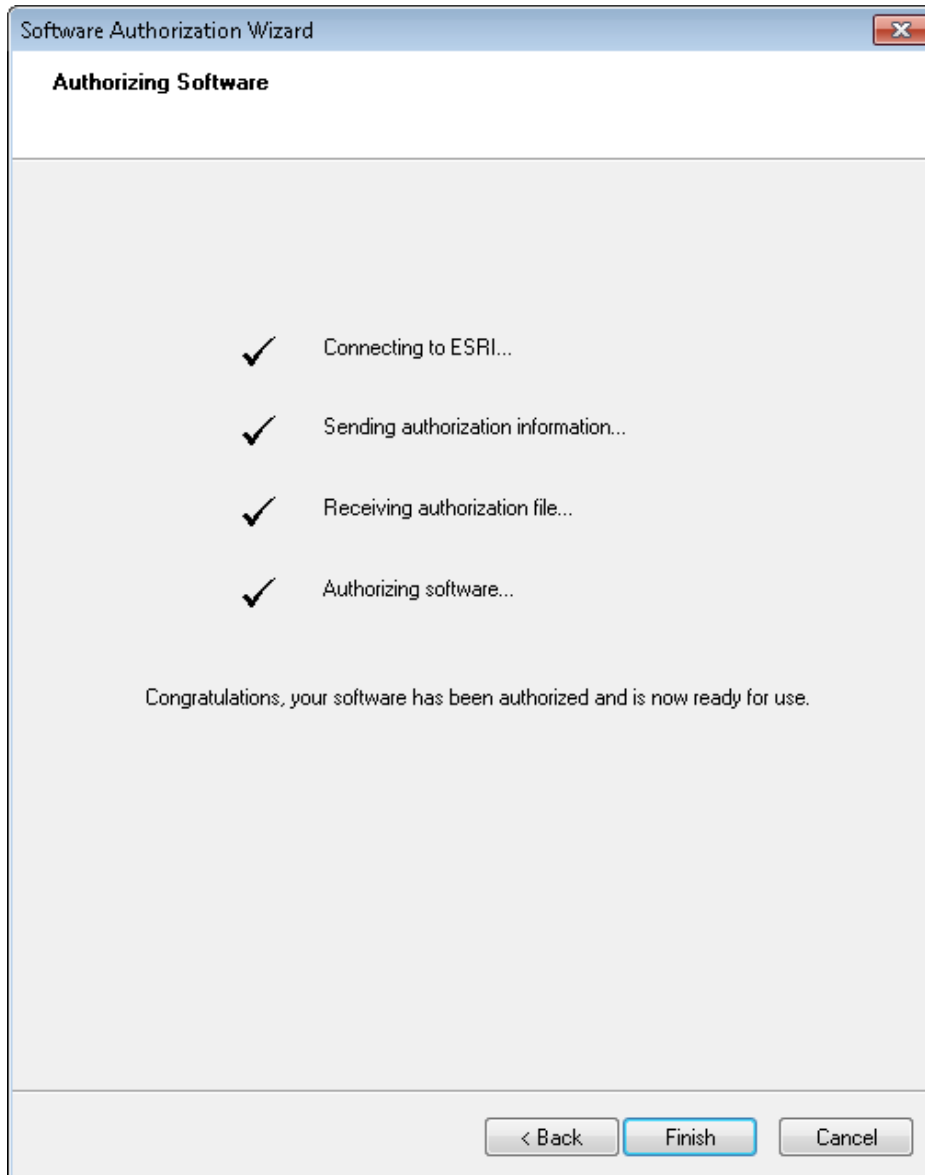 Software Authorization Wizard
Authorizing Software
Connecting to ESRI...
Sending authorization information...
Receiving authorization file...
Authorizing software...
Congratulations, your software has been authorized and is now ready for use.
< Back
Finish
Cancel